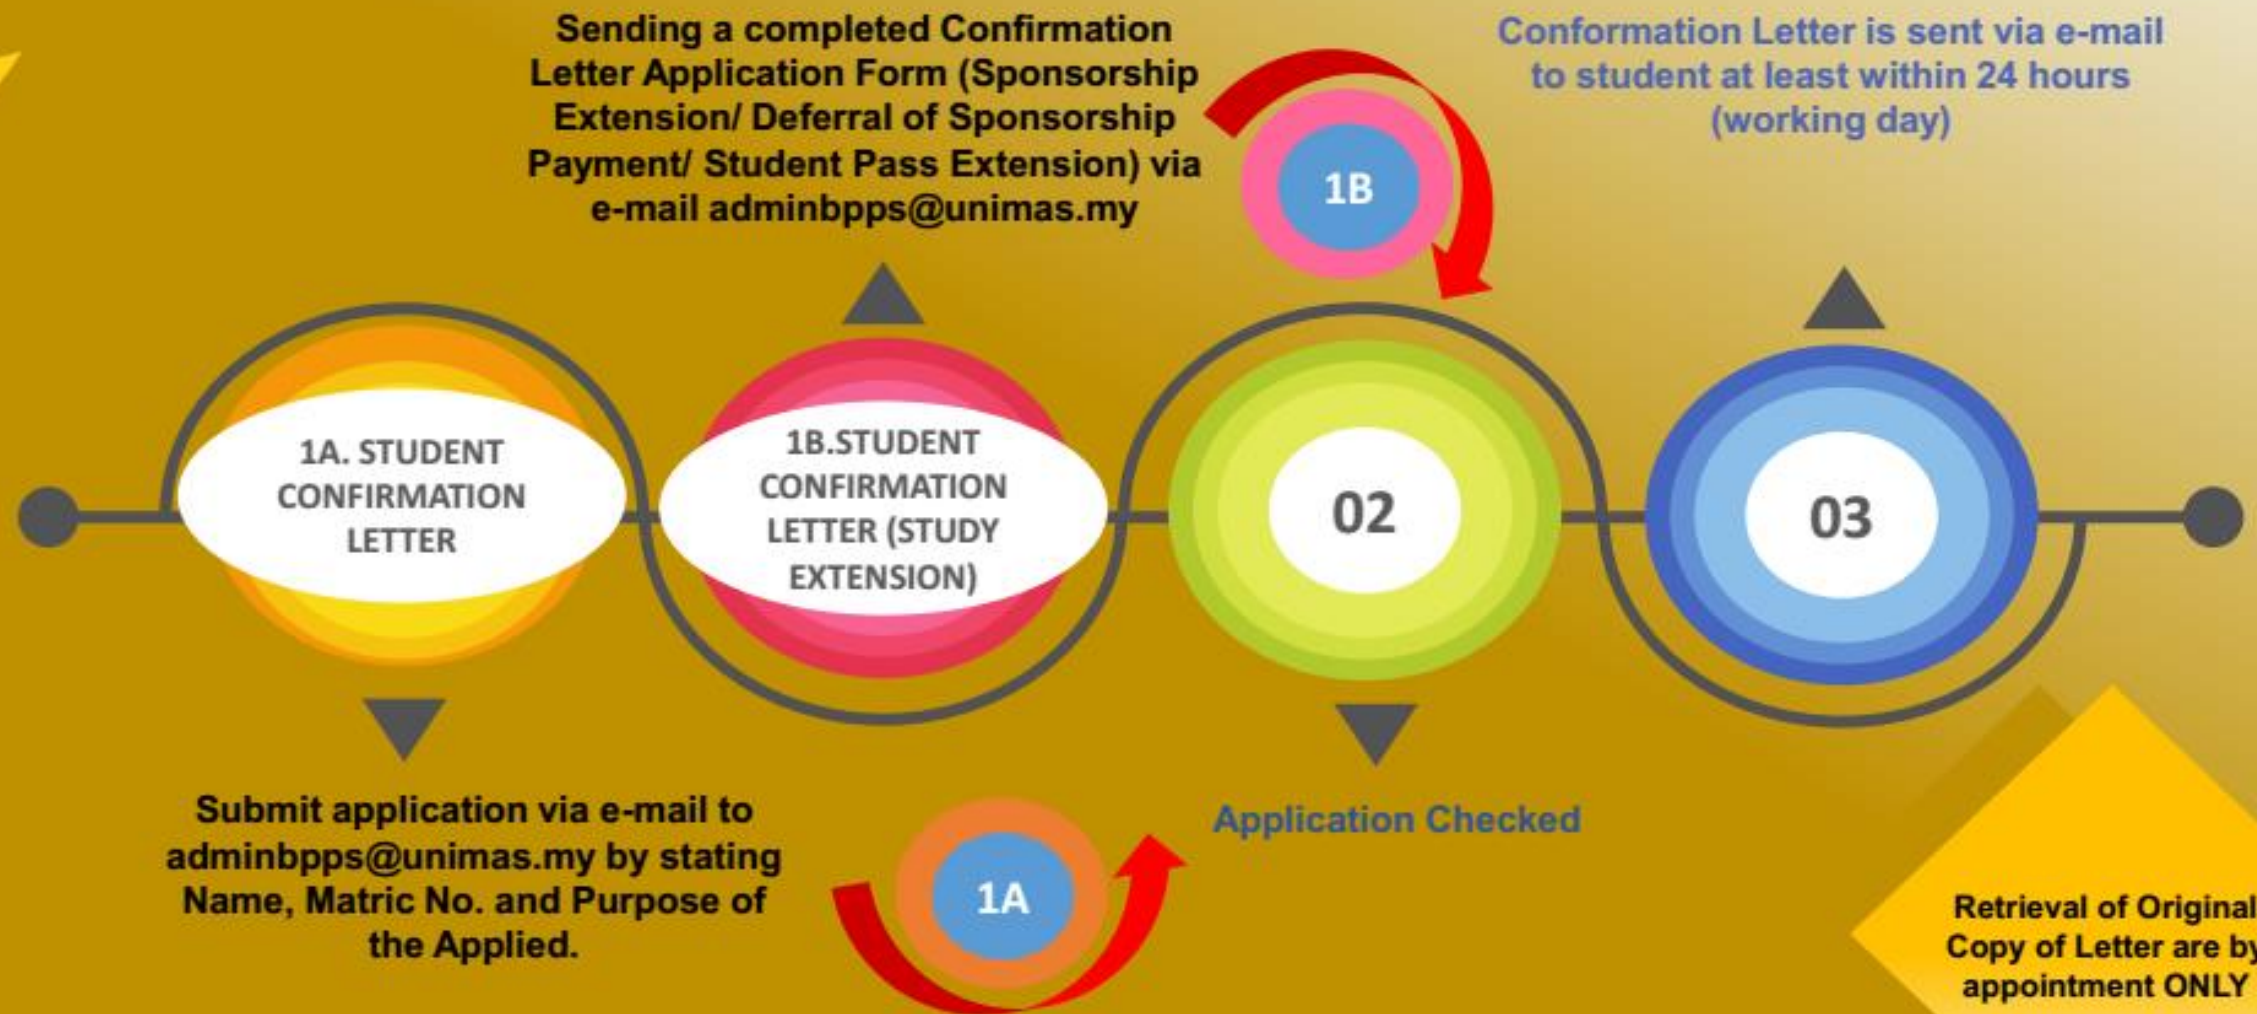 Sending a completed Confirmation
Letter Application Form (Sponsorship
Extension/ Deferral of Sponsorship
Payment/ Student Pass Extension) via
e-mail adminbpps@unimas.my
1B
Conformation Letter is sent via e-mail
to student at least within 24 hours
(working day)
1A. STUDENT
CONFIRMATION
LETTER
1B.STUDENT
CONFIRMATION
LETTER (STUDY
EXTENSION)
02
03
Submit application via e-mail to
adminbpps@unimas.my by stating
Name, Matric No. and Purpose of
the Applied.
1A
Application Checked
Retrieval of Original
Copy of Letter are by
appointment ONLY